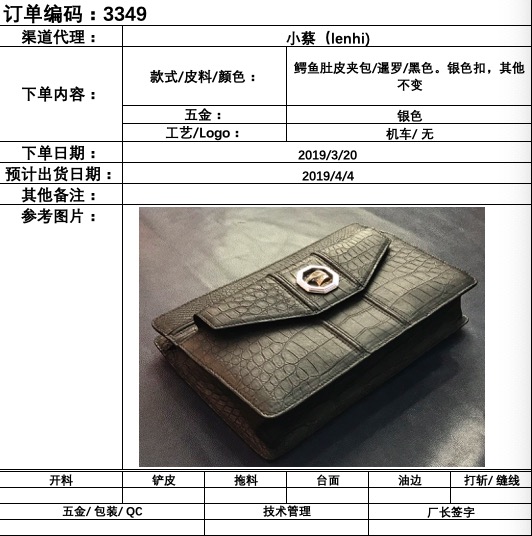 订单编码：3349
渠道代理： 小蔡（lenhi)
下单内容： 款式/皮料/颜色： 鳄鱼肚皮夹包/暹罗/黑色。银色扣，其他
不变
五金： 银色
工艺/Logo： 机车/ 无
下单日期： 2019/3/20
预计出货日期： 2019/4/4
其他备注：
参考图片：
开料 铲皮 拖料 台面 油边 打斩/ 缝线
五金/ 包装/ QC 技术管理 厂长签字